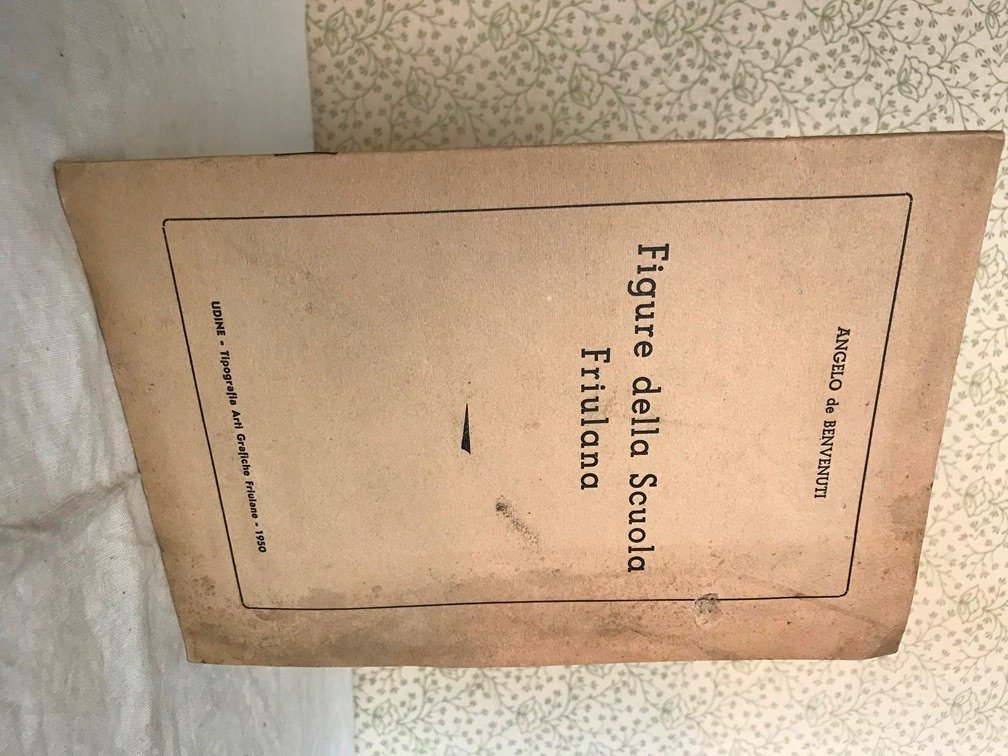 ANGELO de BENVENUTI
Figure della Scuola
Friulana
UDINE - Tipografia Arti Grafiche Friulane - 1950